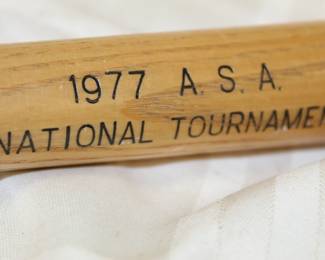 1977 A. S. A.
NATIONAL TOURNAMEN